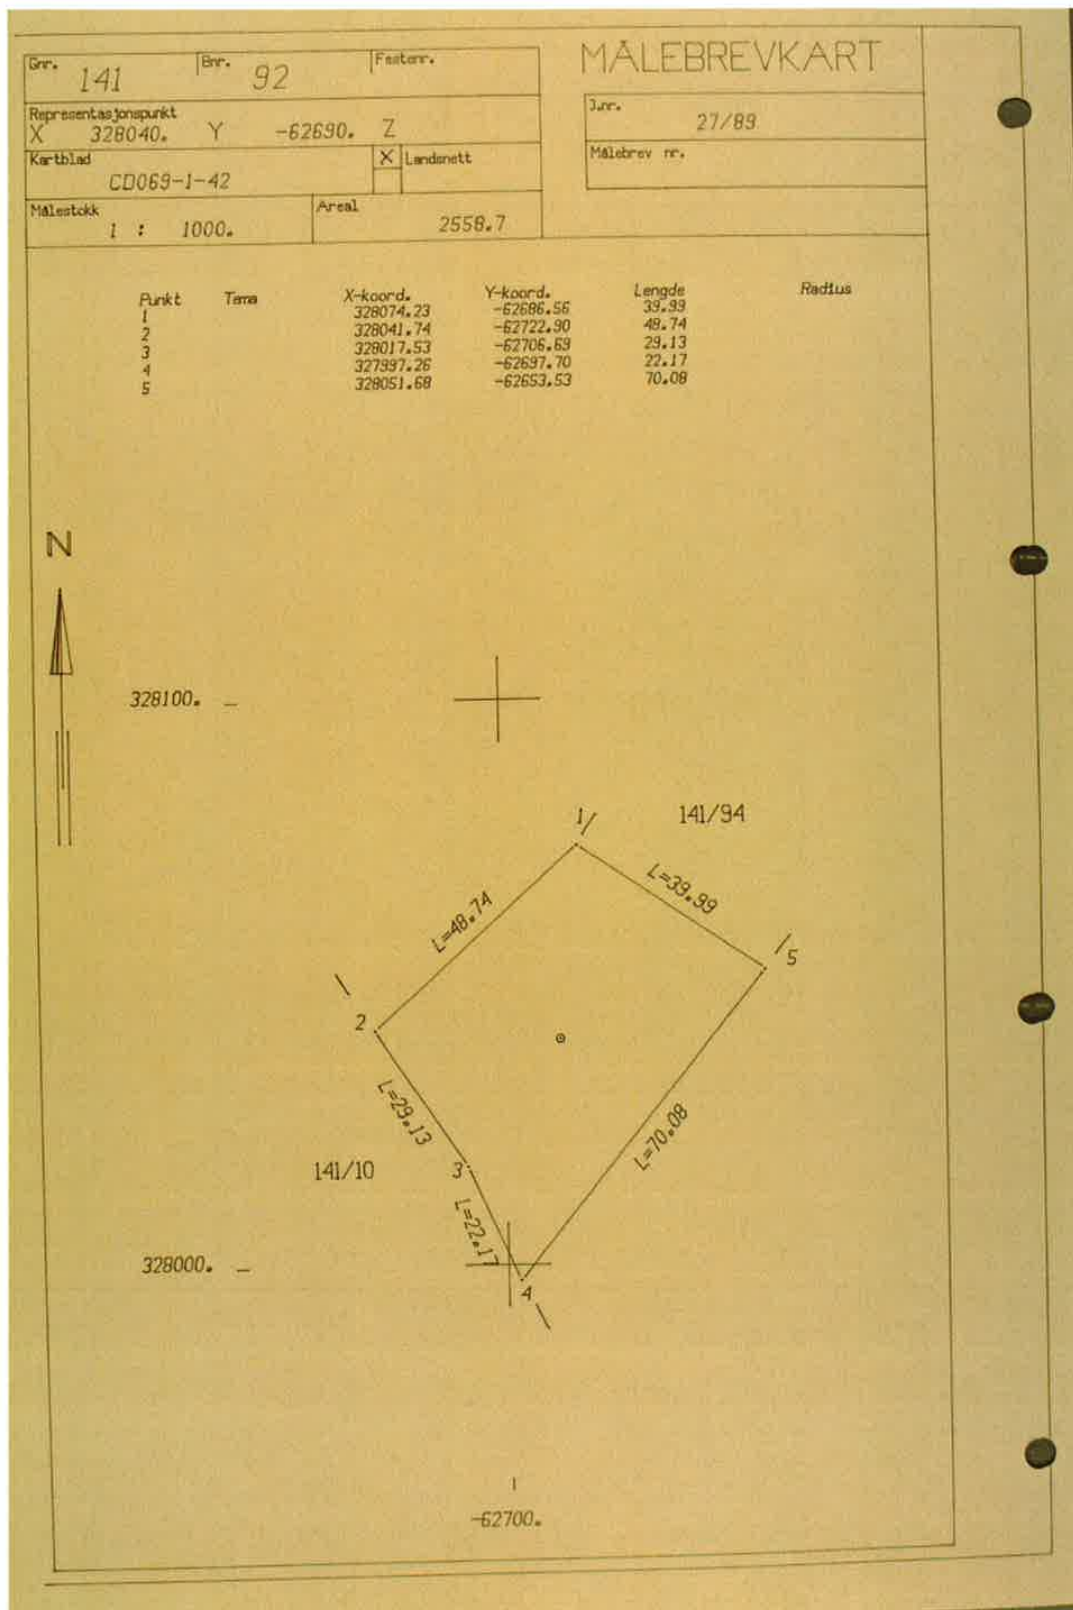 MÅLEBREVKART
Gnr. 141 Bnr. 92 Festenr.
Representasjonspunkt
X 328040. Y -62690. Z
J.nr. 27/89
Kartblad CD069-1-42 X Landsnett
Målebrev nr.
Målestokk 1 : 1000. Areal 2558.7
Punkt Tema X-koord. Y-koord. Lengde Radius
1 328074.23 -62686.56 39.99
2 328041.74 -62722.90 48.74
3 328017.53 -62706.69 29.13
4 327997.26 -62697.70 22.17
5 328051.68 -62653.53 70.08
N
328100.
1
141/94
L=39.99
L=48.74
5
2
L=29.13
L=70.08
141/10
3
L=22.17
328000.
4
-62700.